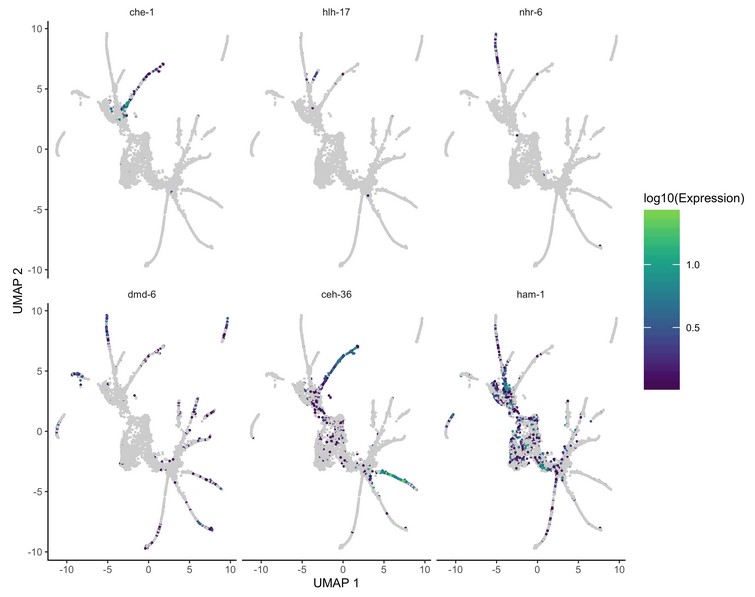 che-1 hlh-17 nhr-6
10
5
0
-5
-10
UMAP 2
log10(Expression)
1.0
0.5
dmd-6 ceh-36 ham-1
10
5
0
-5
-10
-10 -5 0 5 10 -10 -5 0 5 10 -10 -5 0 5 10
UMAP 1